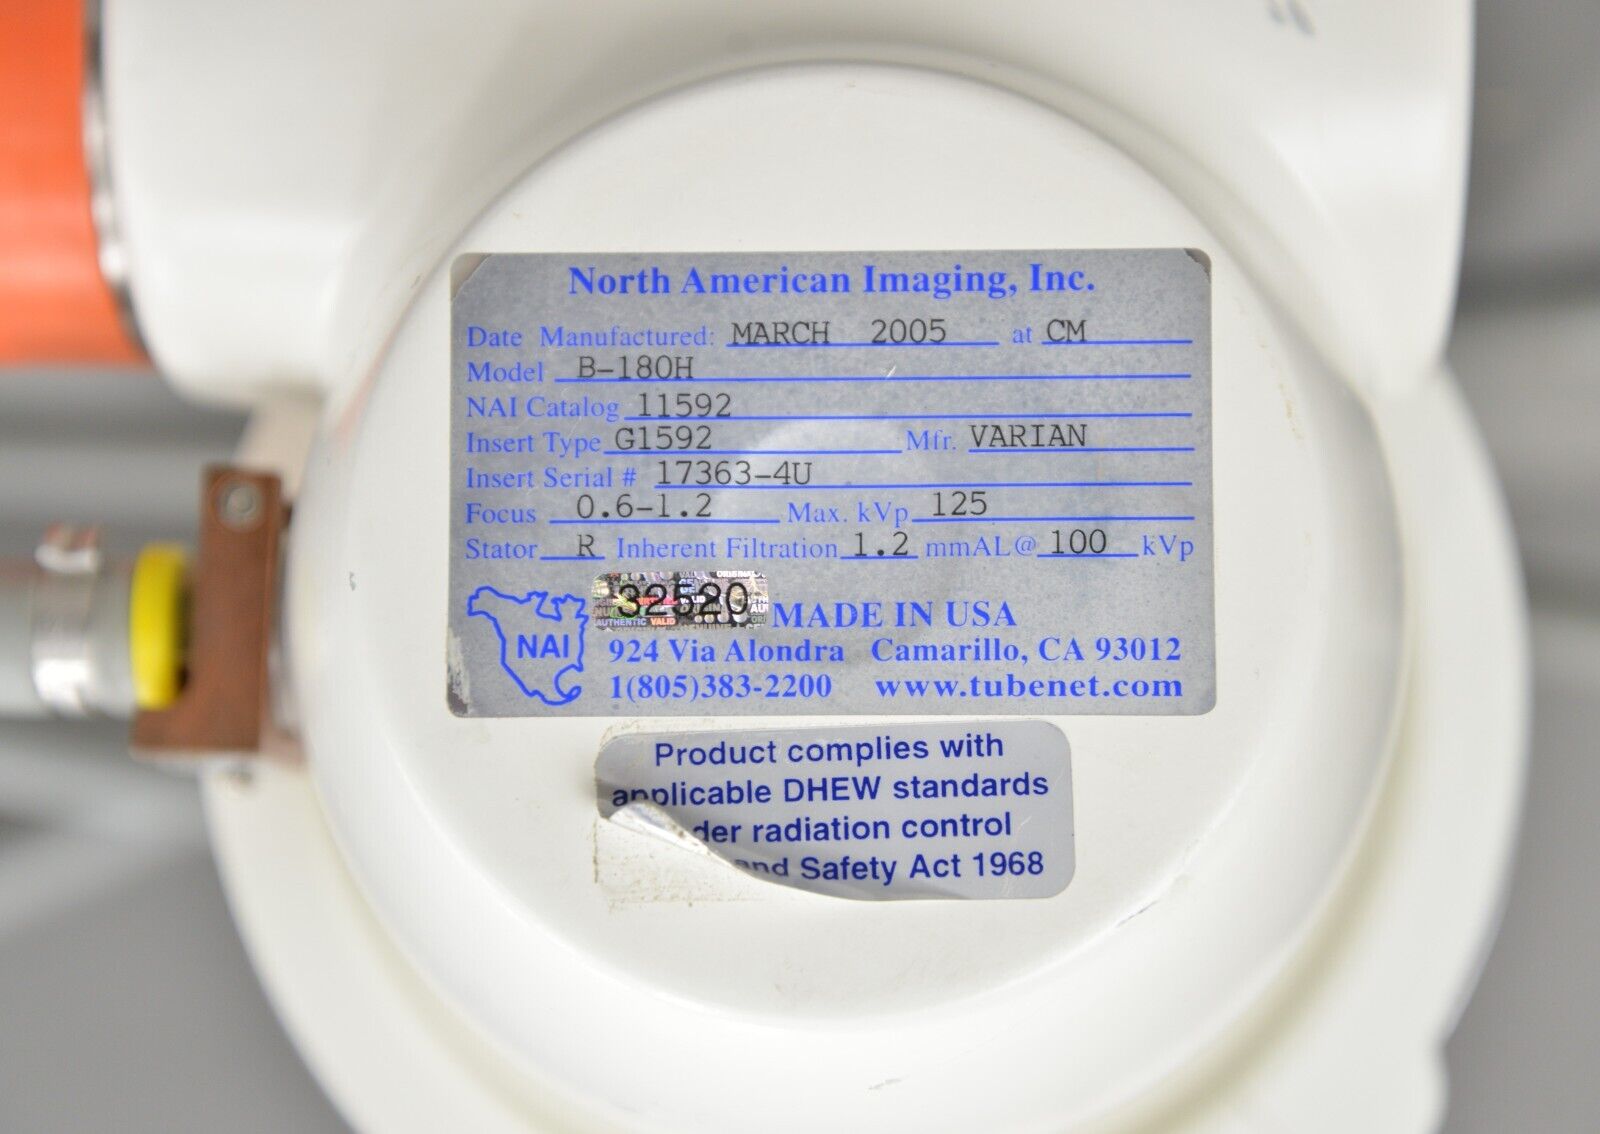 North American Imaging, Inc.
Date Manufactured: MARCH 2005 at CM
Model B-180H
NAI Catalog 11592
Insert Type G1592 Mfr. VARIAN
Insert Serial # 17363-4U
Focus 0.6-1.2 Max. kVp 125
Stator R Inherent Filtration 1.2 mmAL@ 100 kVp
32520
AUTHENTIC VALID
NAI
MADE IN USA
924 Via Alondra Camarillo, CA 93012
1(805)383-2200 www.tubenet.com
Product complies with
applicable DHEW standards
radiation control
Safety Act 1968